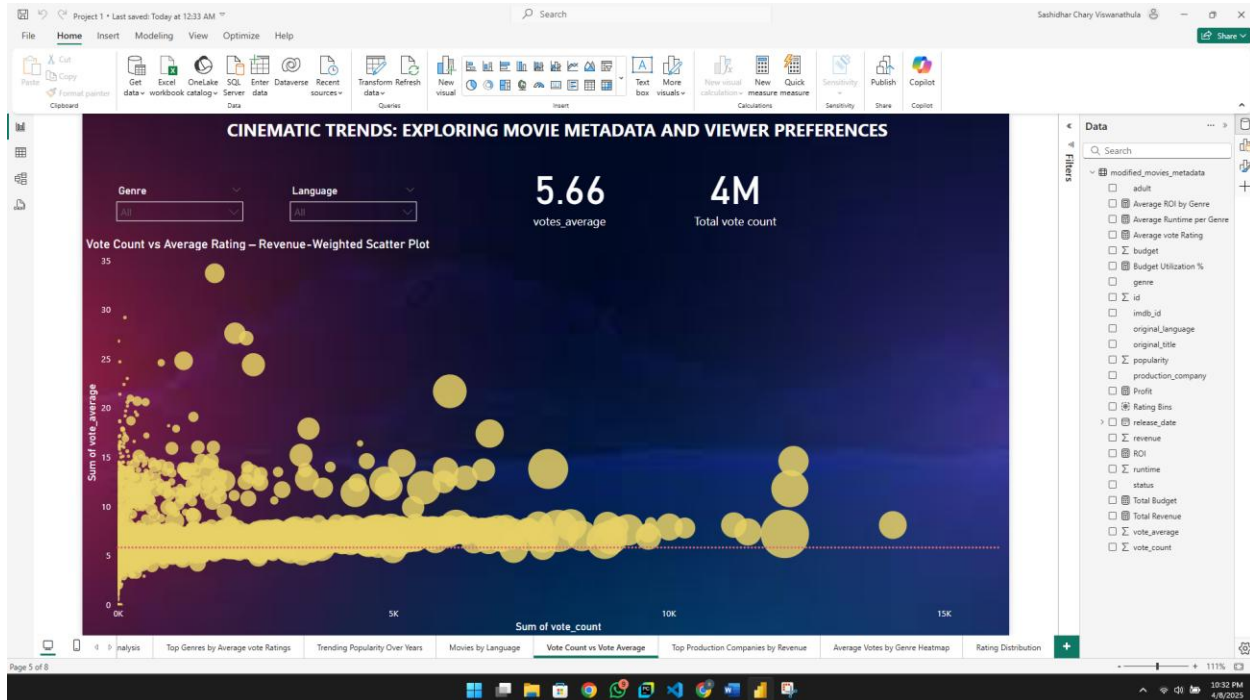 Project 1 • Last saved: Today at 12:33 AM
Search
Sashidhar Chary Viswanathula
File Home Insert Modeling View Optimize Help
Share
Paste
Cut
Copy
Format painter
Clipboard
Get data
Excel workbook
OneLake catalog
SQL Server
Enter data
Dataverse
Recent sources
Data
Transform data
Refresh
Queries
New visual
Text box
More visuals
Insert
New visual calculation
New measure
Quick measure
Calculations
Sensitivity
Sensitivity
Publish
Share
Copilot
Copilot
CINEMATIC TRENDS: EXPLORING MOVIE METADATA AND VIEWER PREFERENCES
Genre
All
Language
All
5.66
votes_average
4M
Total vote count
Vote Count vs Average Rating – Revenue-Weighted Scatter Plot
Sum of vote_average
35
30
25
20
15
10
5
0
0K 5K 10K 15K
Sum of vote_count
Filters
Data
Search
modified_movies_metadata
adult
Average ROI by Genre
Average Runtime per Genre
Average vote Rating
budget
Budget Utilization %
genre
id
imdb_id
original_language
original_title
popularity
production_company
Profit
Rating Bins
release_date
revenue
ROI
runtime
status
Total Budget
Total Revenue
vote_average
vote_count
nalysis
Top Genres by Average vote Ratings
Trending Popularity Over Years
Movies by Language
Vote Count vs Vote Average
Top Production Companies by Revenue
Average Votes by Genre Heatmap
Rating Distribution
Page 5 of 8
111%
10:32 PM
4/8/2025